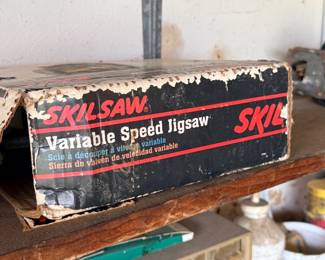 SKILSAW®
Variable Speed Jigsaw
Scie à découper à vitesse variable
Sierra de vaivén de velocidad variable
SKIL